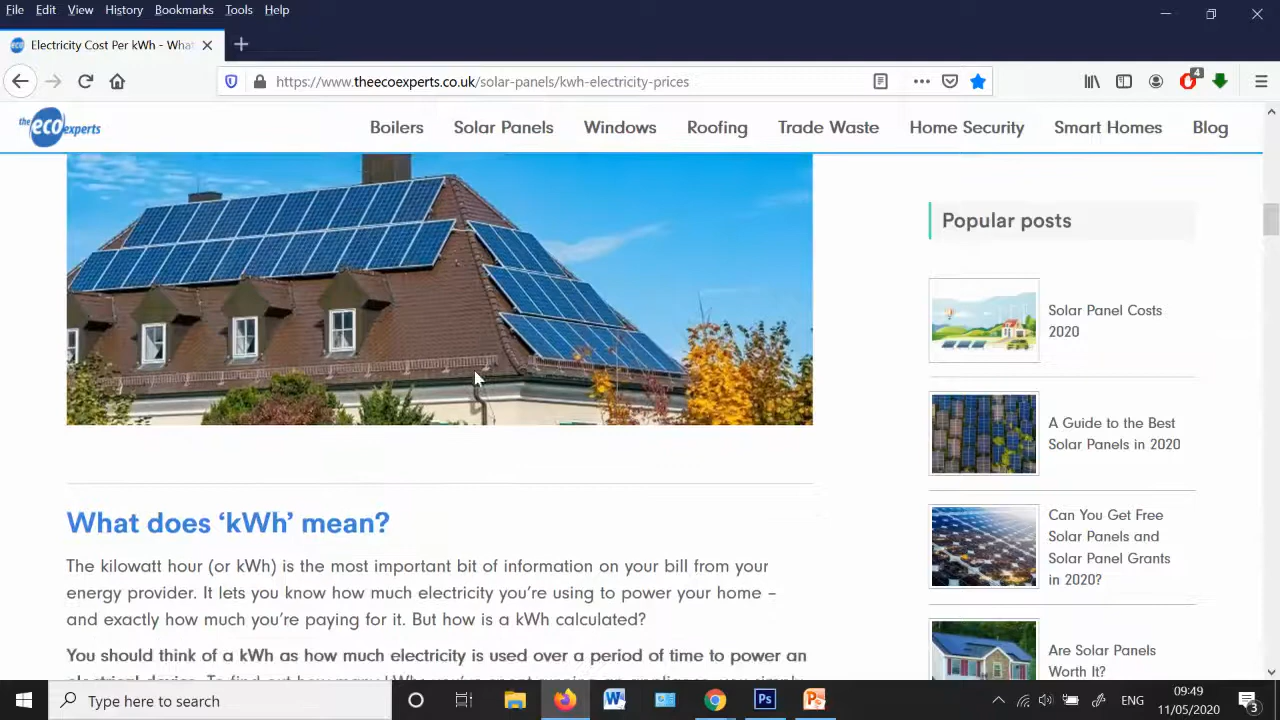 File Edit View History Bookmarks Tools Help
Electricity Cost Per kWh - Wha
https://www.theecoexperts.co.uk/solar-panels/kwh-electricity-prices
4
the eco experts
Boilers Solar Panels Windows Roofing Trade Waste Home Security Smart Homes Blog
Popular posts
Solar Panel Costs
2020
A Guide to the Best
Solar Panels in 2020
Can You Get Free
Solar Panels and
Solar Panel Grants
in 2020?
Are Solar Panels
Worth It?
What does ‘kWh’ mean?
The kilowatt hour (or kWh) is the most important bit of information on your bill from your
energy provider. It lets you know how much electricity you’re using to power your home –
and exactly how much you’re paying for it. But how is a kWh calculated?
You should think of a kWh as how much electricity is used over a period of time to power an
Type here to search
ENG
09:49
11/05/2020
3